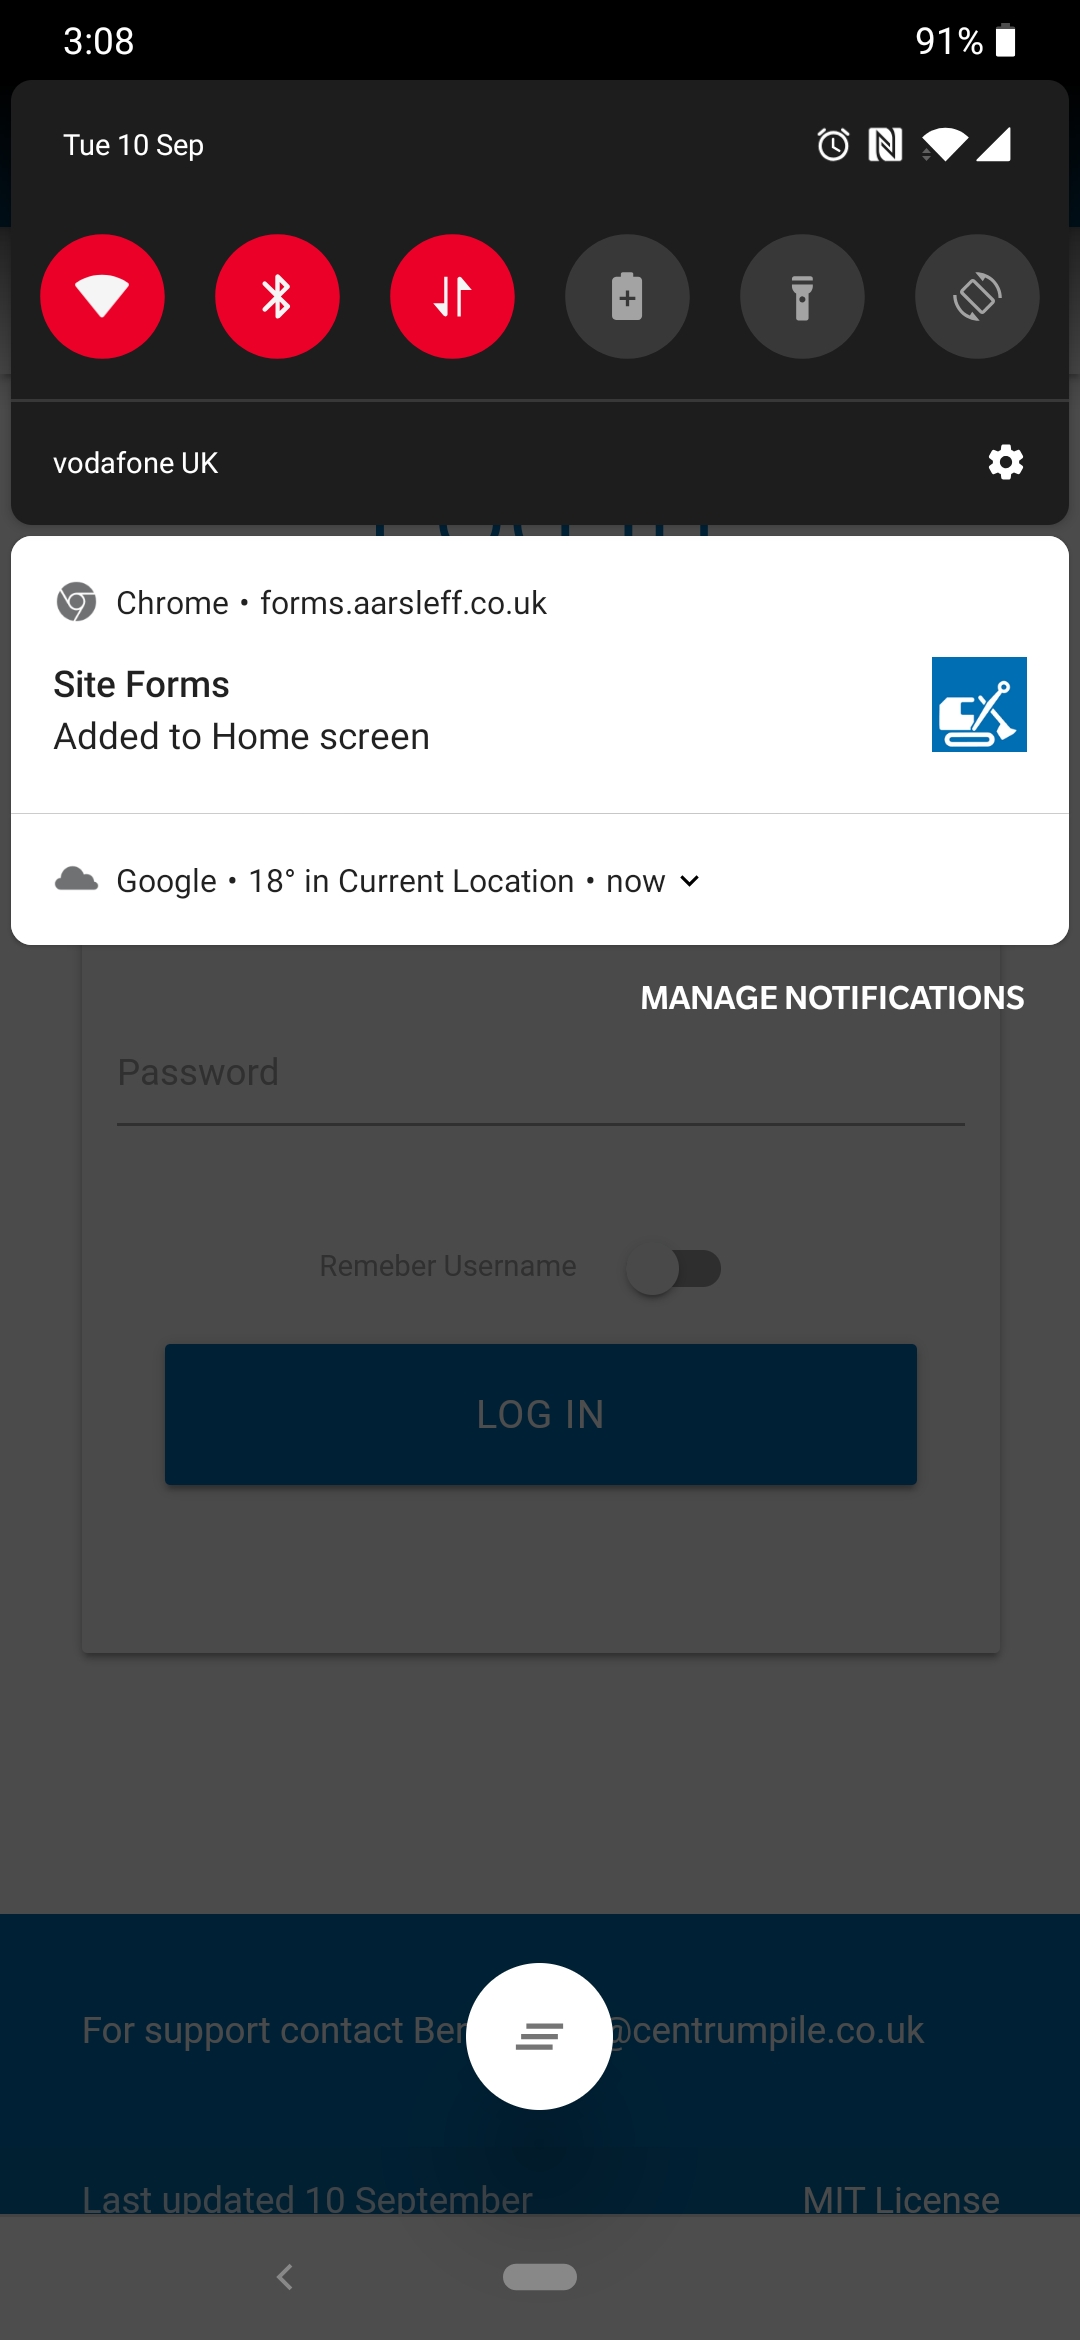 3:08
91%
Tue 10 Sep
vodafone UK
Chrome • forms.aarsleff.co.uk
Site Forms
Added to Home screen
Google • 18° in Current Location • now
MANAGE NOTIFICATIONS
Password
Remeber Username
LOG IN
For support contact @centrumpile.co.uk
Last updated 10 September
MIT License